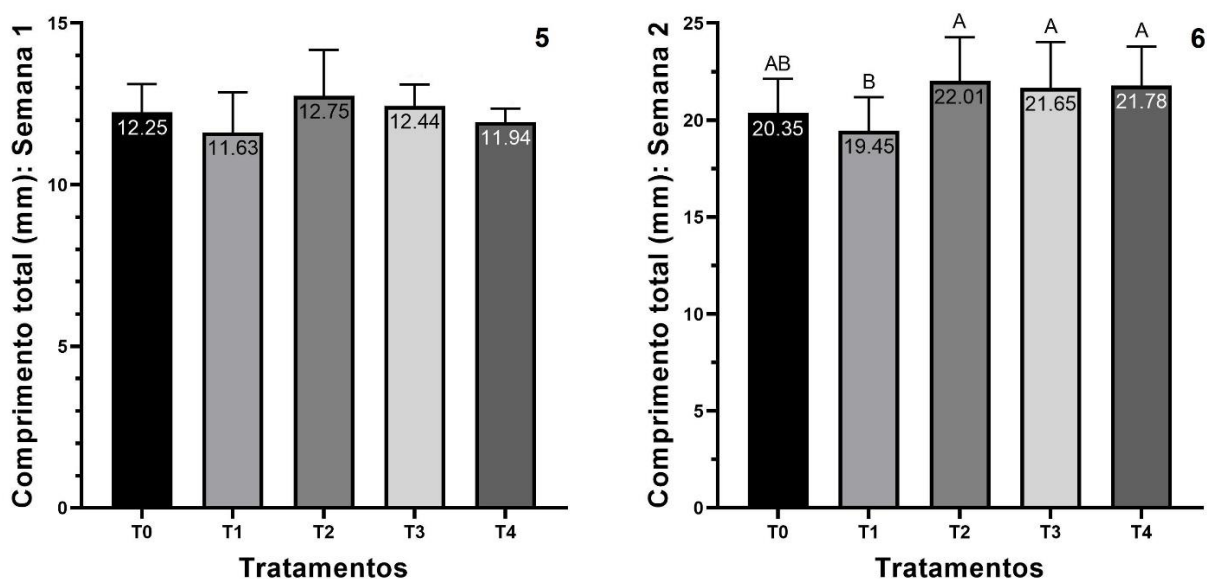 Comprimento total (mm): Semana 1
15
10
5
0
5
12.25
11.63
12.75
12.44
11.94
T0
T1
T2
T3
T4
Tratamentos
Comprimento total (mm): Semana 2
25
20
15
10
5
0
6
AB
B
A
A
A
20.35
19.45
22.01
21.65
21.78
T0
T1
T2
T3
T4
Tratamentos